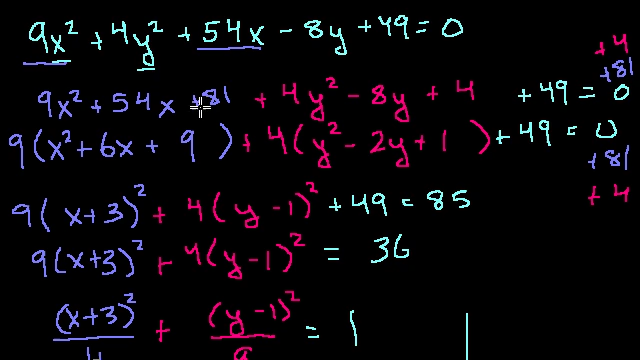 9x² + 4y² + 54x - 8y + 49 = 0
+4
+81
9x² + 54x +81 + 4y² - 8y + 4 + 49 = 0
9(x² + 6x + 9) + 4(y² - 2y + 1) + 49 = 0
+81
+4
9(x+3)² + 4(y-1)² + 49 = 85
9(x+3)² + 4(y-1)² = 36
(x+3)²/4 + (y-1)²/9 = 1